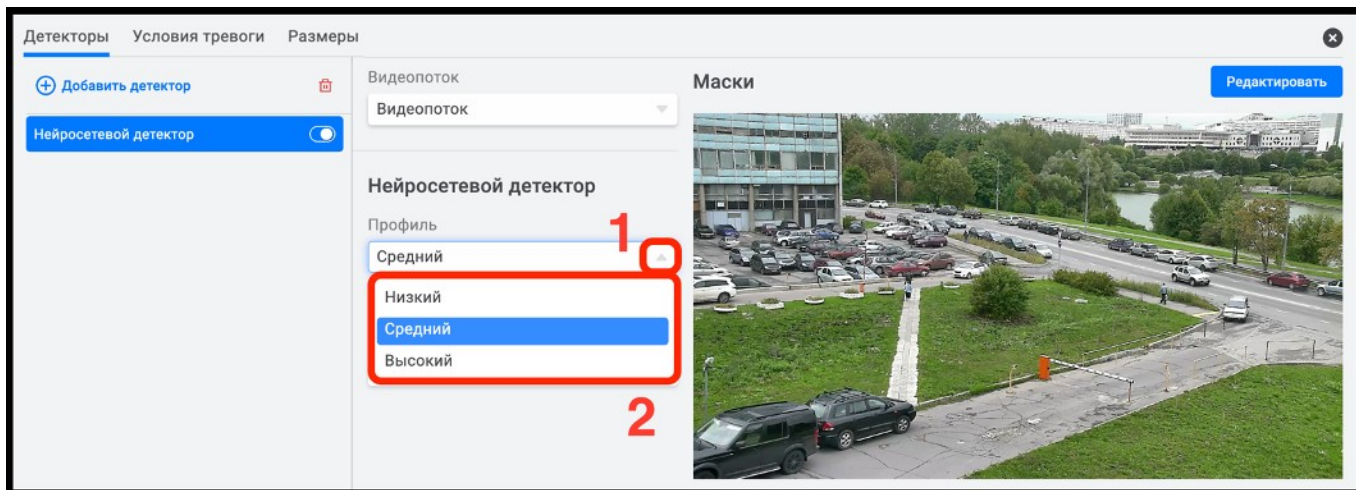 Детекторы Условия тревоги Размеры
Добавить детектор
Нейросетевой детектор
Видеопоток
Видеопоток
Нейросетевой детектор
Профиль
1
Средний
Низкий
Средний
Высокий
2
Маски
Редактировать